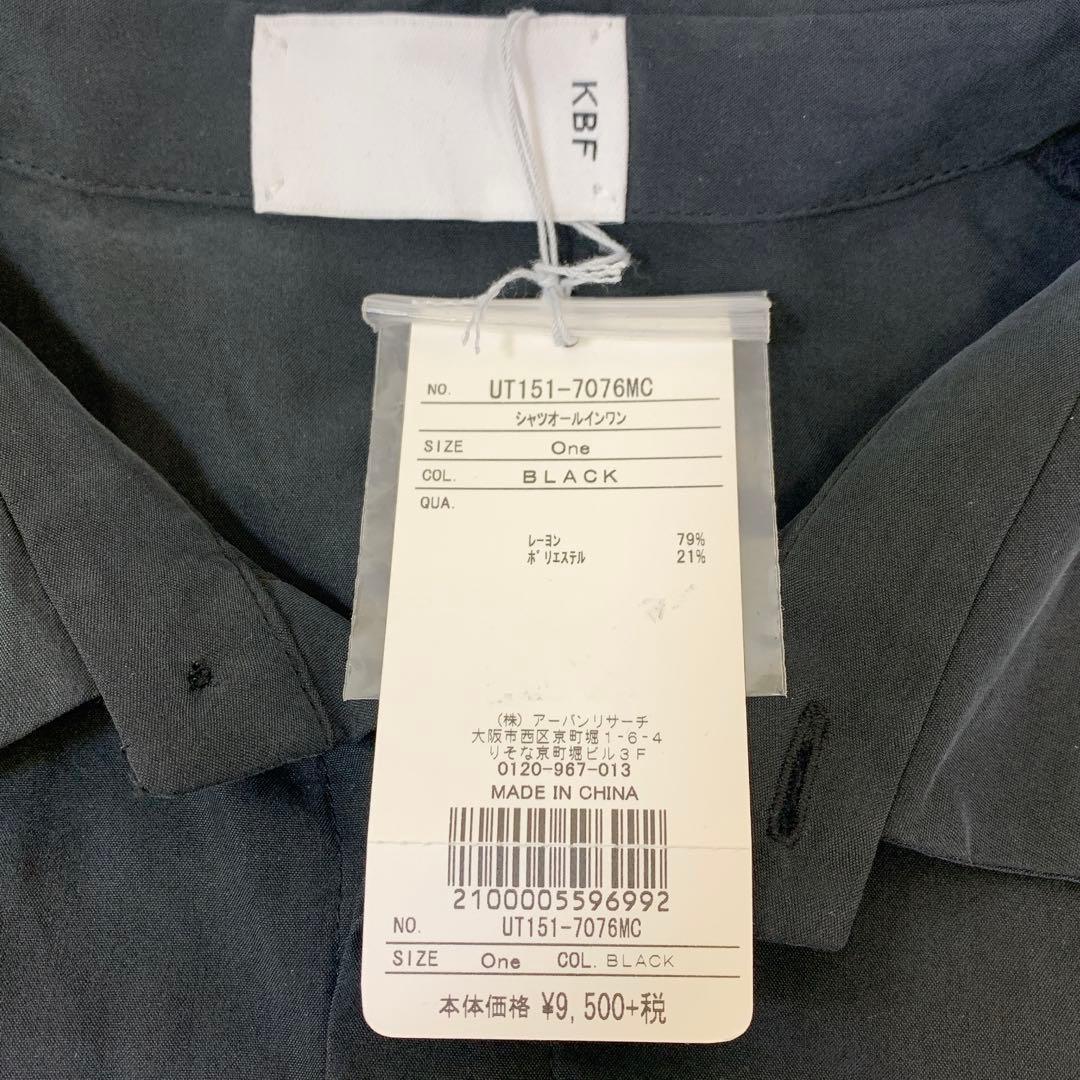 KBF
NO. UT151-7076MC
シャツオールインワン
SIZE One
COL. BLACK
QUA.
レーヨン 79%
ポリエステル 21%
(株) アーバンリサーチ
大阪市西区京町堀1-6-4
りそな京町堀ビル3F
0120-967-013
MADE IN CHINA
2100005596992
NO. UT151-7076MC
SIZE One COL. BLACK
本体価格 ¥9,500+税